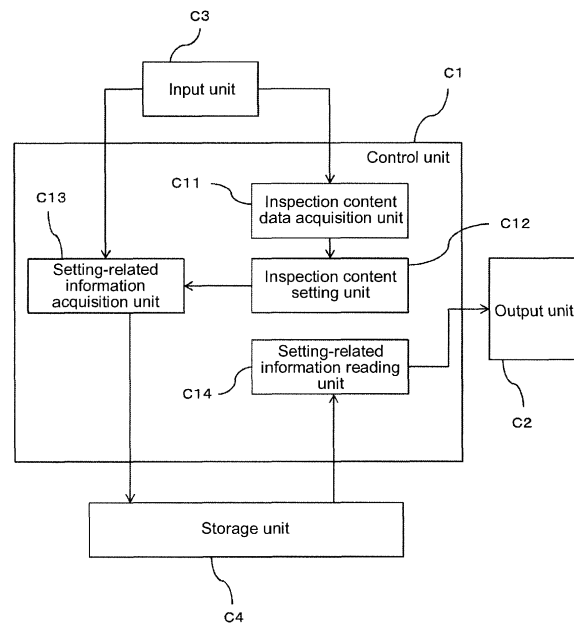 C3
Input unit
C1
Control unit
C11
Inspection content
data acquisition unit
C13
C12
Setting-related
information
acquisition unit
Inspection content
setting unit
Output unit
Setting-related
information reading
unit
C14
C2
Storage unit
C4